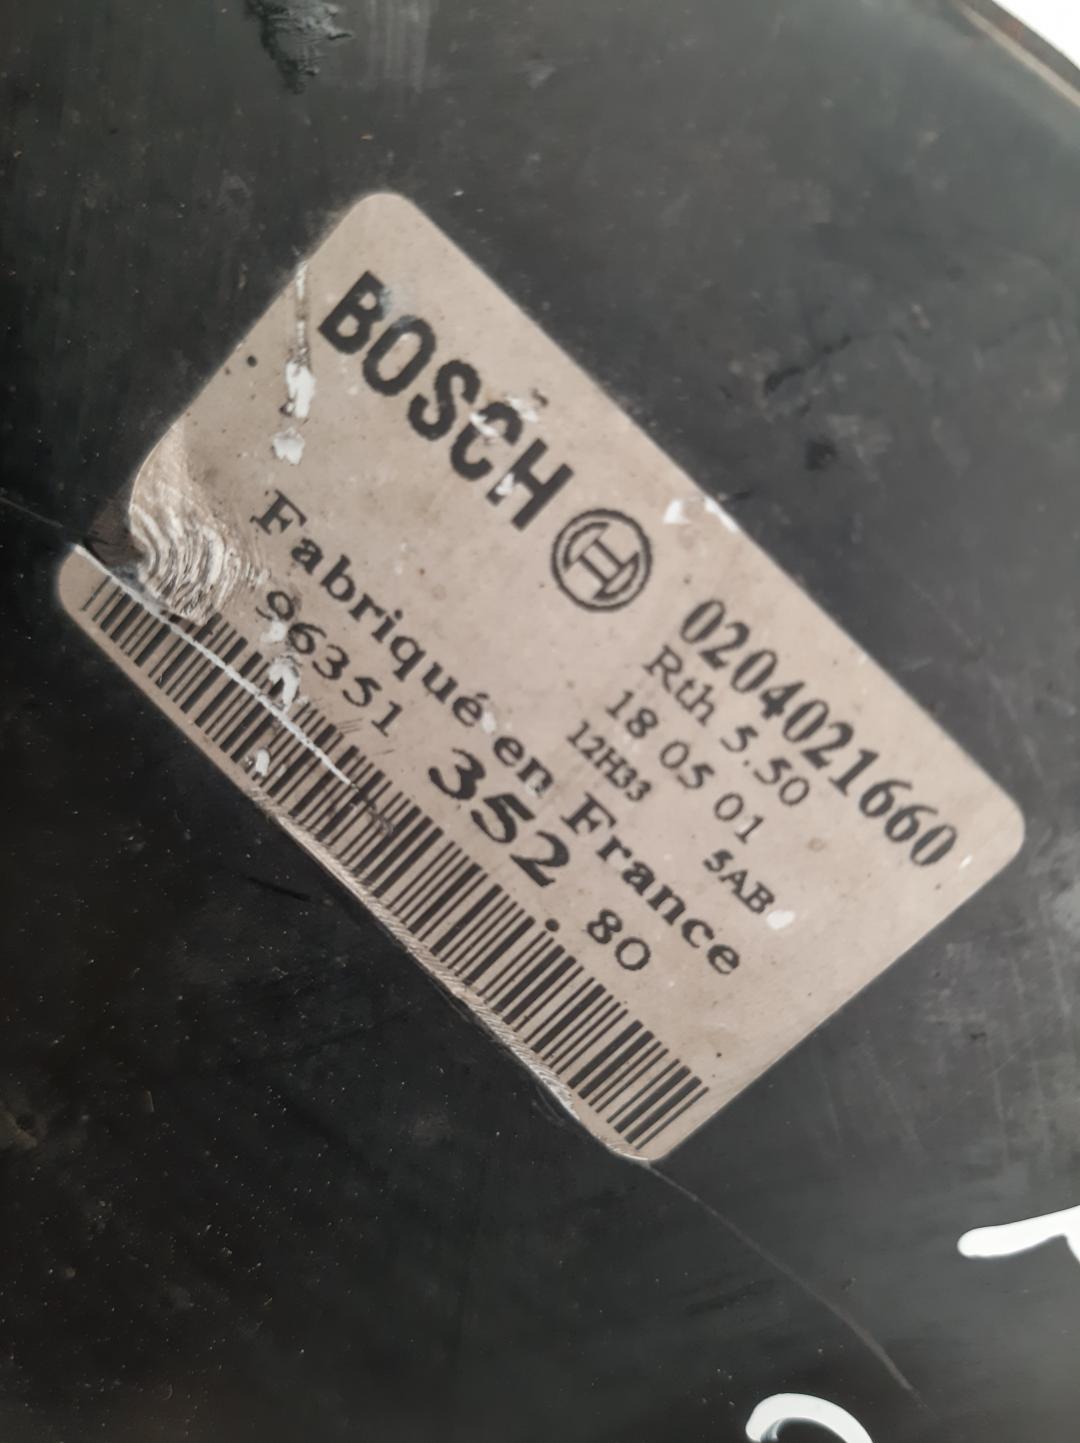 BOSCH
0204021660
Rth 5.50
18 05 01
12H33 5AB
Fabriqué en France
96351 352.80